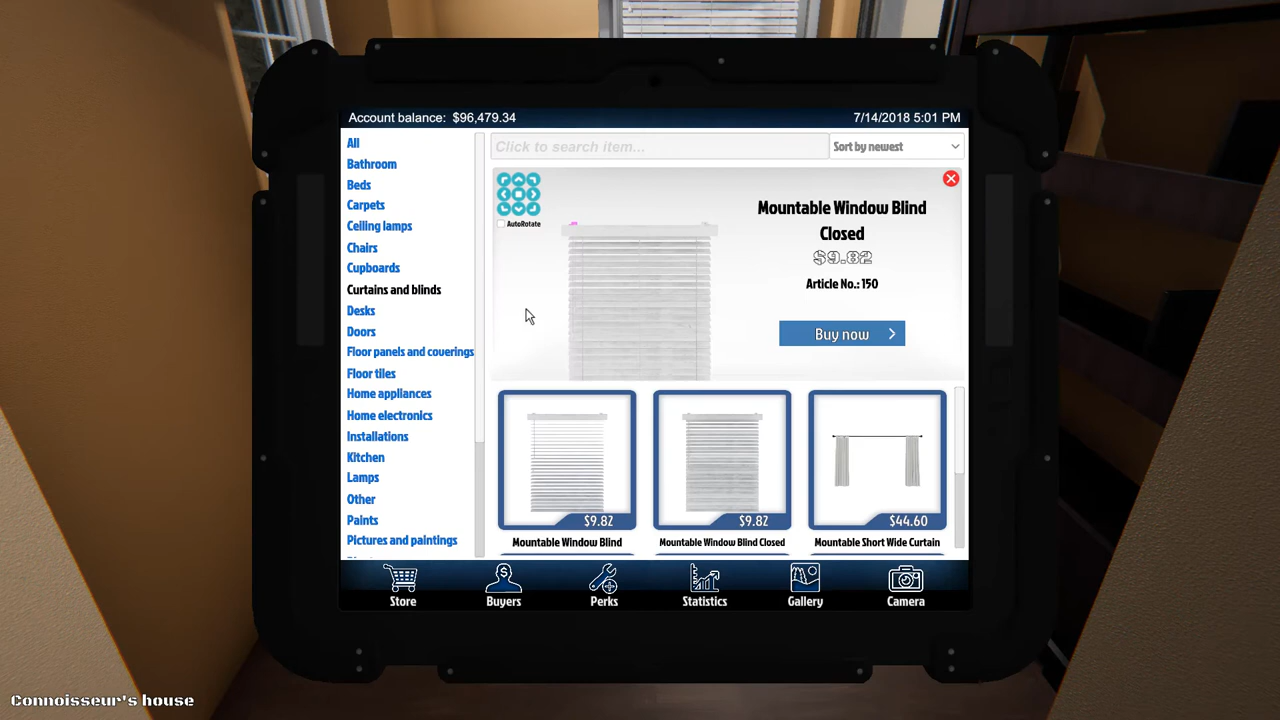 Account balance: $96,479.34
7/14/2018 5:01 PM
All
Bathroom
Beds
Carpets
Ceiling lamps
Chairs
Cupboards
Curtains and blinds
Desks
Doors
Floor panels and coverings
Floor tiles
Home appliances
Home electronics
Installations
Kitchen
Lamps
Other
Paints
Pictures and paintings
Click to search item...
Sort by newest
AutoRotate
Mountable Window Blind
Closed
$9.82
Article No.: 150
Buy now
$9.82
Mountable Window Blind
$9.82
Mountable Window Blind Closed
$44.60
Mountable Short Wide Curtain
Store
Buyers
Perks
Statistics
Gallery
Camera
Connoisseur's house